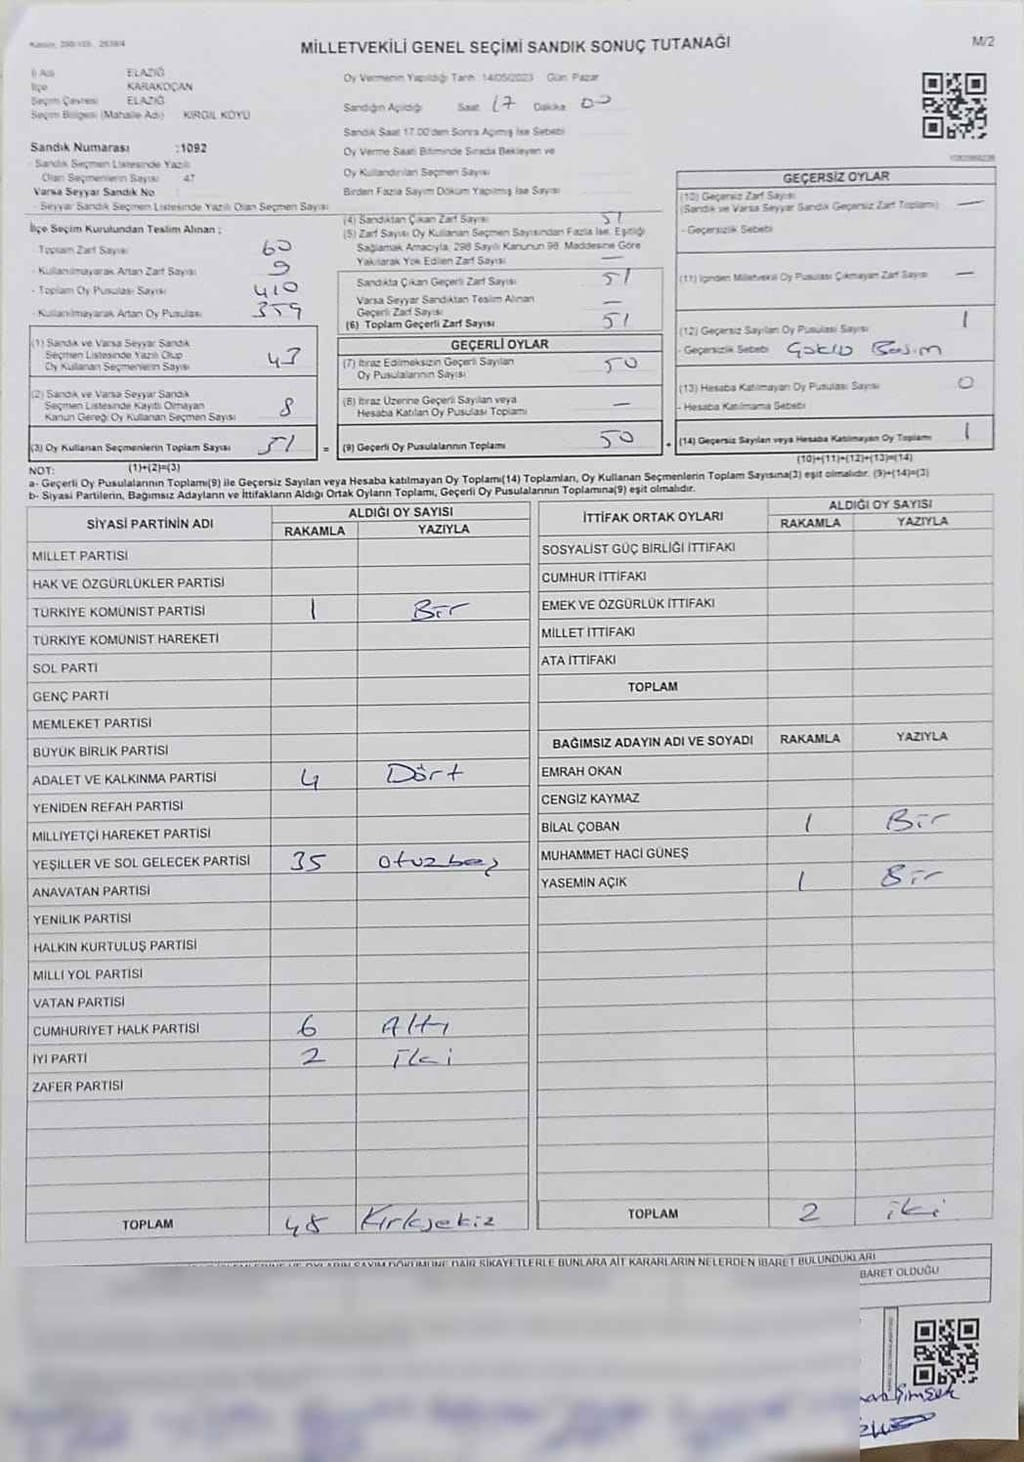 MİLLETVEKİLİ GENEL SEÇİMİ SANDIK SONUÇ TUTANAĞI
M/2
İl Adı ELAZIĞ
İlçe KARAKOÇAN
Seçim Çevresi ELAZIĞ
Seçim Bölgesi (Mahalle Adı) KIRGIL KÖYÜ
Sandık Numarası :1092
- Sandık Seçmen Listesinde Yazılı
Olan Seçmenlerin Sayısı 47
Varsa Seyyar Sandık No
- Seyyar Sandık Seçmen Listesinde Yazılı Olan Seçmen Sayısı
İlçe Seçim Kurulundan Teslim Alınan ;
- Toplam Zarf Sayısı 60
- Kullanılmayarak Artan Zarf Sayısı 9
- Toplam Oy Pusulası Sayısı 410
- Kullanılmayarak Artan Oy Pusulası 359
(1) Sandık ve Varsa Seyyar Sandık
Seçmen Listesinde Yazılı Olup
Oy Kullanan Seçmenlerin Sayısı 43
(2) Sandık ve Varsa Seyyar Sandık
Seçmen Listesinde Kayıtlı Olmayan
Kanun Gereği Oy Kullanan Seçmen Sayısı 8
(3) Oy Kullanan Seçmenlerin Toplam Sayısı 51 =
Oy Vermenin Yapıldığı Tarih 14/05/2023 Gün Pazar
Sandığın Açıldığı Saat 17 Dakika 00
Sandık Saat 17.00'den Sonra Açılmış İse Sebebi
Oy Verme Saati Bitiminde Sırada Bekleyen ve
Oy Kullandırılan Seçmen Sayısı
Birden Fazla Sayım Döküm Yapılmış İse Sayısı
(4) Sandıktan Çıkan Zarf Sayısı 51
(5) Zarf Sayısı Oy Kullanan Seçmen Sayısından Fazla İse, Eşitliği
Sağlamak Amacıyla, 298 Sayılı Kanunun 98. Maddesine Göre
Yakılarak Yok Edilen Zarf Sayısı —
Sandıkta Çıkan Geçerli Zarf Sayısı 51
Varsa Seyyar Sandıktan Teslim Alınan
Geçerli Zarf Sayısı —
(6) Toplam Geçerli Zarf Sayısı 51
GEÇERLİ OYLAR
(7) İtiraz Edilmeksizin Geçerli Sayılan
Oy Pusulalarının Sayısı 50
(8) İtiraz Üzerine Geçerli Sayılan veya
Hesaba Katılan Oy Pusulası Toplamı —
(9) Geçerli Oy Pusulalarının Toplamı 50 +
GEÇERSİZ OYLAR
(10) Geçersiz Zarf Sayısı
(Sandık ve Varsa Seyyar Sandık Geçersiz Zarf Toplamı) —
- Geçersizlik Sebebi
(11) İçinden Milletvekili Oy Pusulası Çıkmayan Zarf Sayısı —
(12) Geçersiz Sayılan Oy Pusulası Sayısı 1
- Geçersizlik Sebebi
(13) Hesaba Katılmayan Oy Pusulası Sayısı 0
- Hesaba Katılmama Sebebi
(14) Geçersiz Sayılan veya Hesaba Katılmayan Oy Toplamı 1
(10)+(11)+(12)+(13)=(14)
NOT: (1)+(2)=(3)
a- Geçerli Oy Pusulalarının Toplamı(9) ile Geçersiz Sayılan veya Hesaba katılmayan Oy Toplamı(14) Toplamları, Oy Kullanan Seçmenlerin Toplam Sayısına(3) eşit olmalıdır. (9)+(14)=(3)
b- Siyasi Partilerin, Bağımsız Adayların ve İttifakların Aldığı Ortak Oyların Toplamı, Geçerli Oy Pusulalarının Toplamına(9) eşit olmalıdır.
SİYASİ PARTİNİN ADI ALDIĞI OY SAYISI
RAKAMLA YAZIYLA
MİLLET PARTİSİ
HAK VE ÖZGÜRLÜKLER PARTİSİ
TÜRKİYE KOMÜNİST PARTİSİ 1 Bir
TÜRKİYE KOMÜNİST HAREKETİ
SOL PARTİ
GENÇ PARTİ
MEMLEKET PARTİSİ
BÜYÜK BİRLİK PARTİSİ
ADALET VE KALKINMA PARTİSİ 4 Dört
YENİDEN REFAH PARTİSİ
MİLLİYETÇİ HAREKET PARTİSİ
YEŞİLLER VE SOL GELECEK PARTİSİ 35 otuzbeş
ANAVATAN PARTİSİ
YENİLİK PARTİSİ
HALKIN KURTULUŞ PARTİSİ
MİLLİ YOL PARTİSİ
VATAN PARTİSİ
CUMHURİYET HALK PARTİSİ 6 Altı
İYİ PARTİ 2 İki
ZAFER PARTİSİ
TOPLAM 48 Kırksekiz
İTTİFAK ORTAK OYLARI ALDIĞI OY SAYISI
RAKAMLA YAZIYLA
SOSYALİST GÜÇ BİRLİĞİ İTTİFAKI
CUMHUR İTTİFAKI
EMEK VE ÖZGÜRLÜK İTTİFAKI
MİLLET İTTİFAKI
ATA İTTİFAKI
TOPLAM
BAĞIMSIZ ADAYIN ADI VE SOYADI RAKAMLA YAZIYLA
EMRAH OKAN
CENGİZ KAYMAZ
BİLAL ÇOBAN 1 Bir
MUHAMMET HACİ GÜNEŞ
YASEMİN AÇIK 1 Bir
TOPLAM 2 iki
SAYIM DÖKÜMÜNE DAİR ŞİKAYETLERLE BUNLARA AİT KARARLARIN NELERDEN İBARET BULUNDUKLARI
BARET OLDUĞU